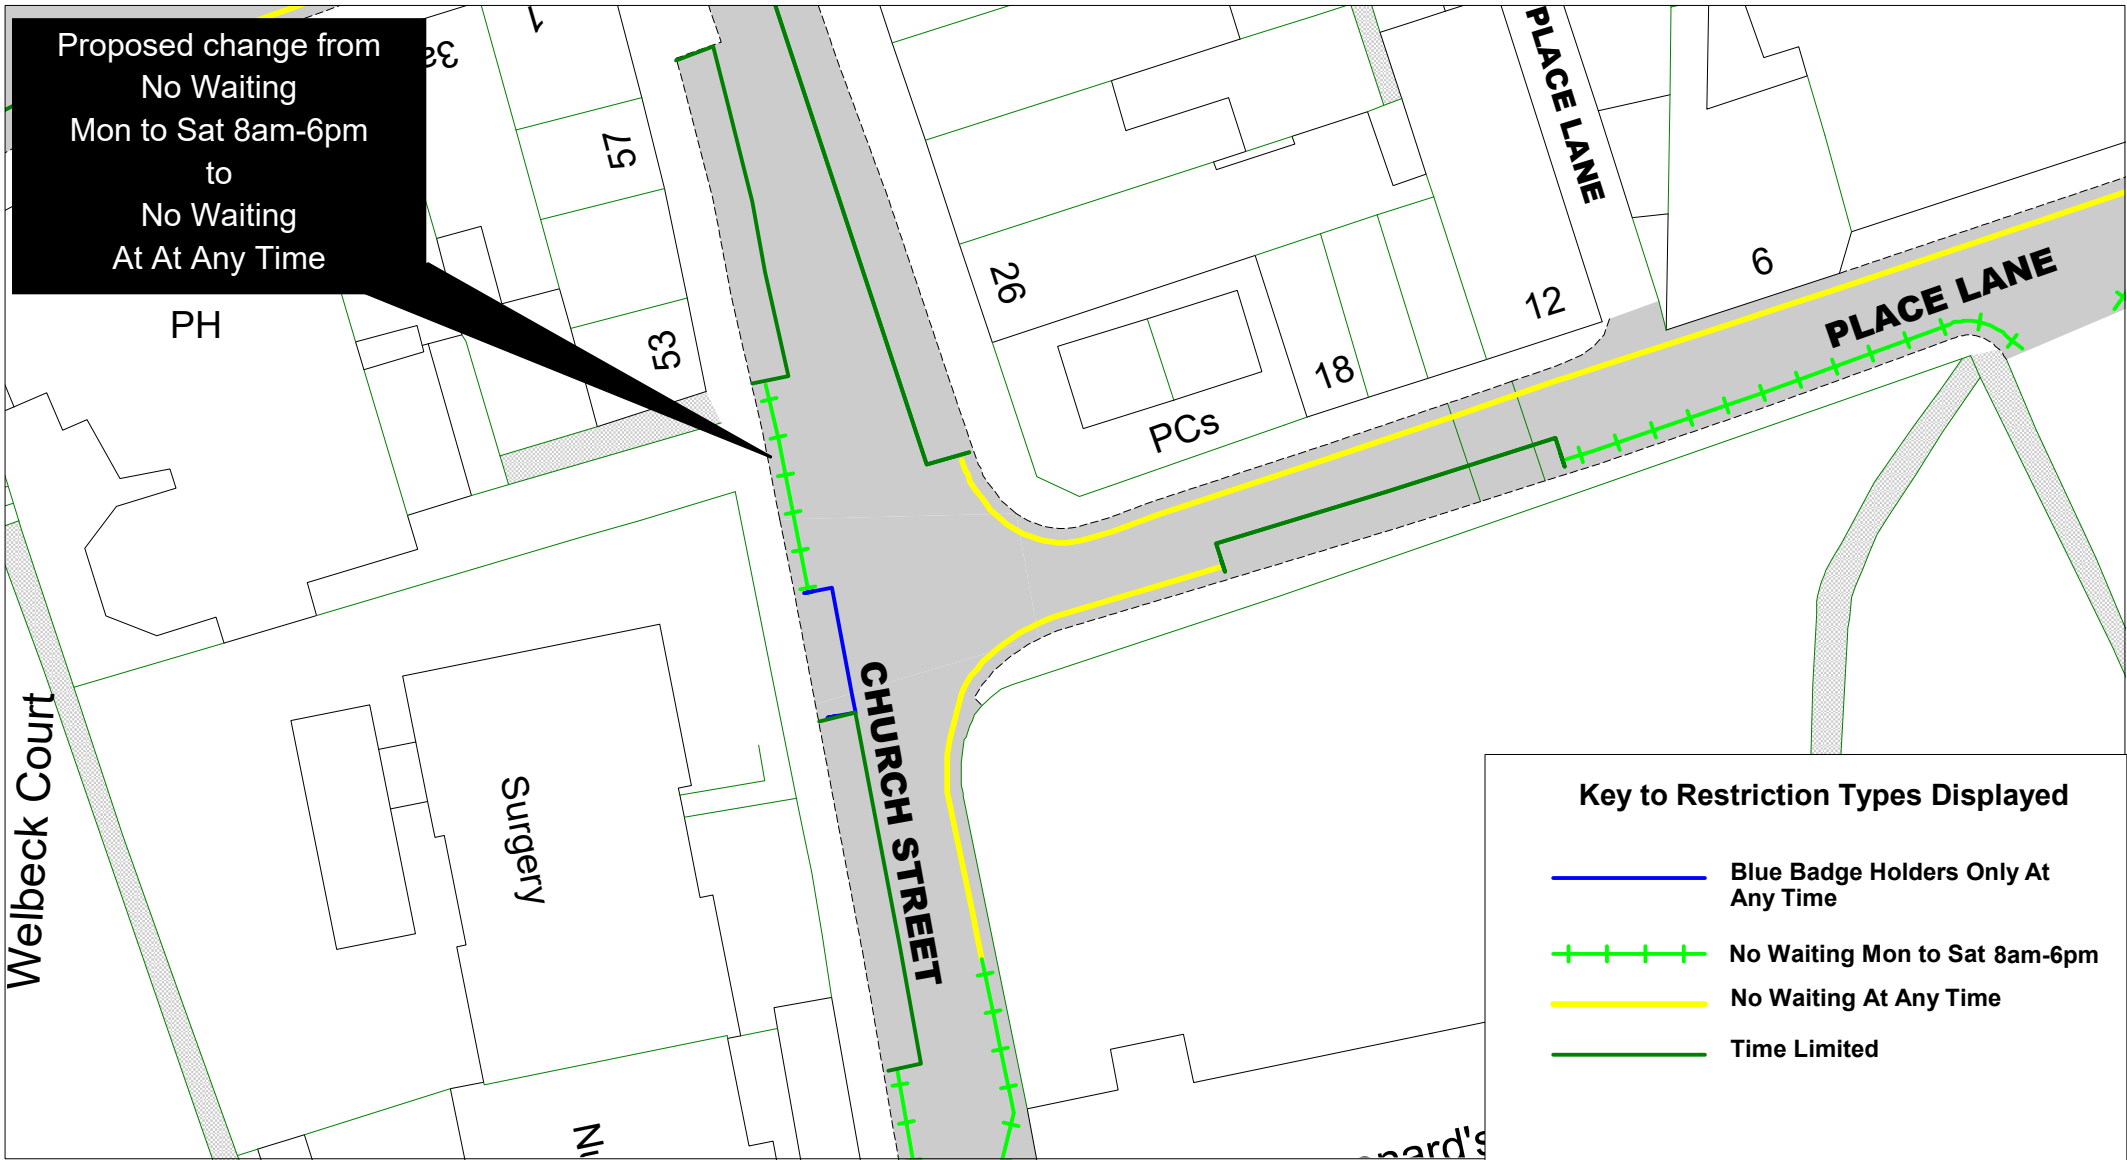 Proposed change from
No Waiting
Mon to Sat 8am-6pm
to
No Waiting
At At Any Time
1
3a
57
53
PH
26
PCs
18
12
6
PLACE LANE
PLACE LANE
CHURCH STREET
Surgery
Welbeck Court
Key to Restriction Types Displayed
Blue Badge Holders Only At
Any Time
No Waiting Mon to Sat 8am-6pm
No Waiting At Any Time
Time Limited